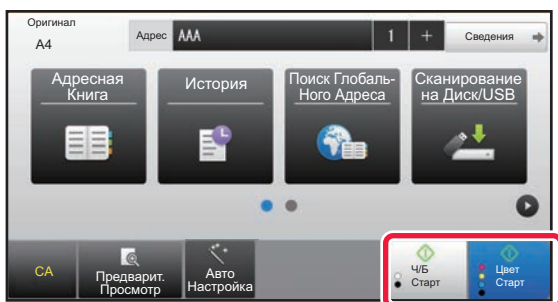 Оригинал
A4
Адрес AAA 1 + Сведения
Адресная
Книга
История
Поиск Глобаль-
Ного Адреса
Сканирование
на Диск/USB
CA
Предварит.
Просмотр
Авто
Настройка
Ч/Б
Старт
Цвет
Старт